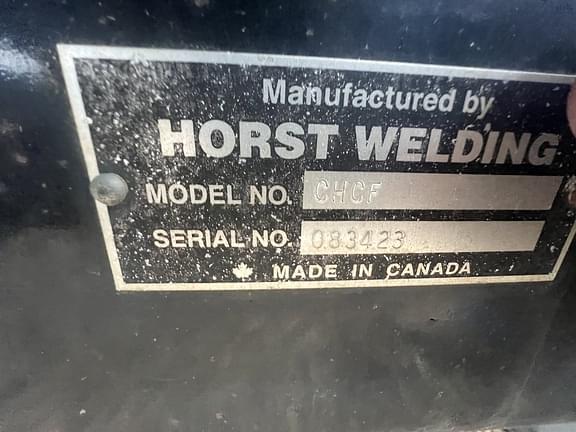 Manufactured by
HORST WELDING
MODEL NO. CHCF
SERIAL NO. 083423
MADE IN CANADA